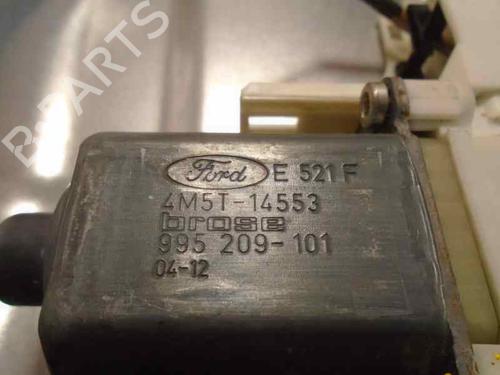 B-PARTS
Ford E 521 F
4M5T-14553
brose
995 209-101
04-12